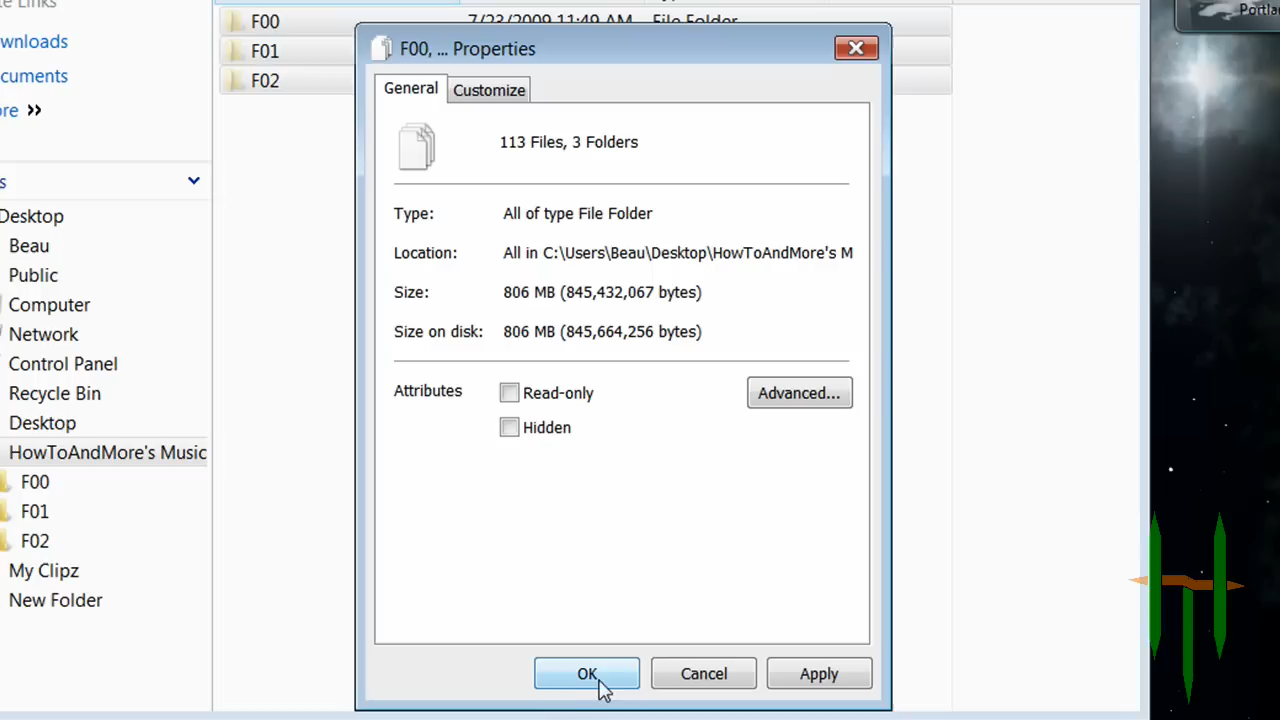 te Links
wnloads
cuments
re
s
Desktop
Beau
Public
Computer
Network
Control Panel
Recycle Bin
Desktop
HowToAndMore's Music
F00
F01
F02
My Clipz
New Folder
F00 7/23/2009 11:49 AM File Folder
F01
F02
F00, ... Properties
General Customize
113 Files, 3 Folders
Type: All of type File Folder
Location: All in C:\Users\Beau\Desktop\HowToAndMore's M
Size: 806 MB (845,432,067 bytes)
Size on disk: 806 MB (845,664,256 bytes)
Attributes Read-only Advanced...
Hidden
OK Cancel Apply
Portlan